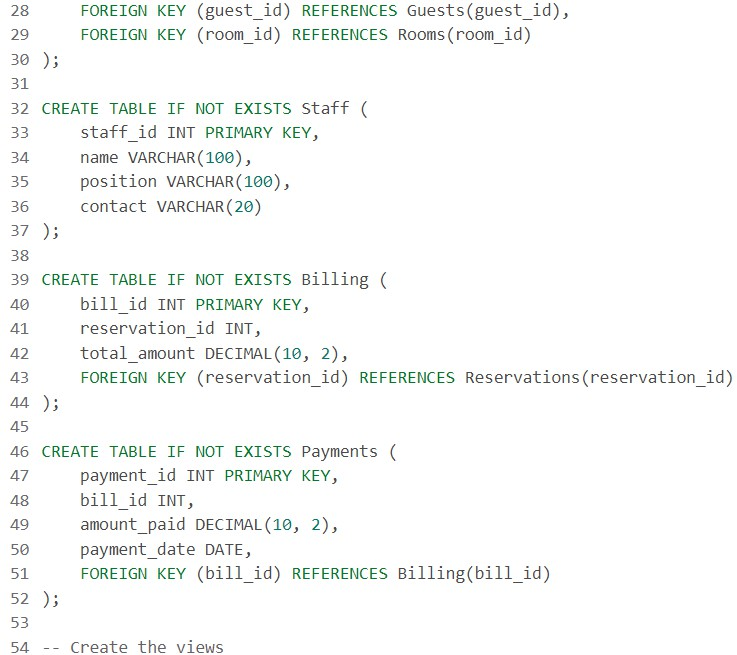 28 FOREIGN KEY (guest_id) REFERENCES Guests(guest_id),
29 FOREIGN KEY (room_id) REFERENCES Rooms(room_id)
30 );
31
32 CREATE TABLE IF NOT EXISTS Staff (
33 staff_id INT PRIMARY KEY,
34 name VARCHAR(100),
35 position VARCHAR(100),
36 contact VARCHAR(20)
37 );
38
39 CREATE TABLE IF NOT EXISTS Billing (
40 bill_id INT PRIMARY KEY,
41 reservation_id INT,
42 total_amount DECIMAL(10, 2),
43 FOREIGN KEY (reservation_id) REFERENCES Reservations(reservation_id)
44 );
45
46 CREATE TABLE IF NOT EXISTS Payments (
47 payment_id INT PRIMARY KEY,
48 bill_id INT,
49 amount_paid DECIMAL(10, 2),
50 payment_date DATE,
51 FOREIGN KEY (bill_id) REFERENCES Billing(bill_id)
52 );
53
54 -- Create the views